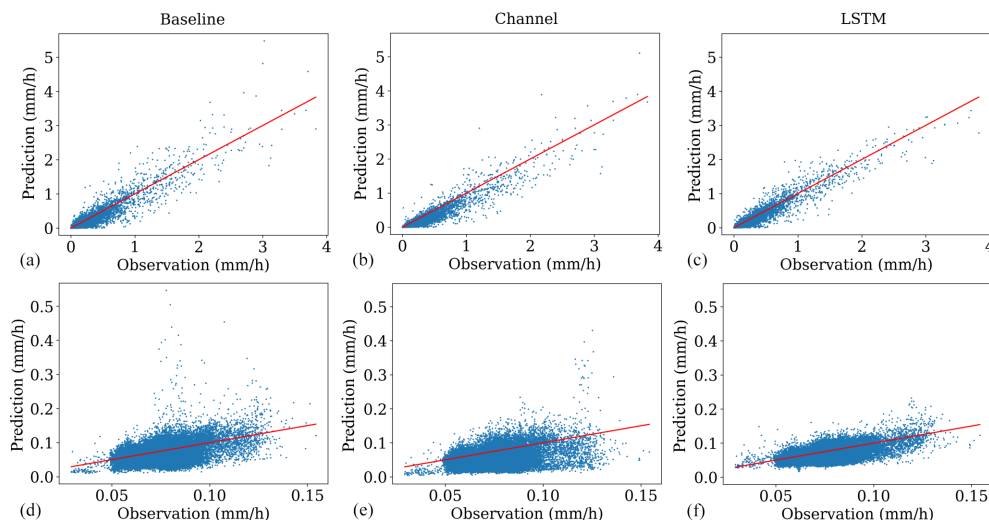 Baseline
Channel
LSTM
Prediction (mm/h)
5
4
3
2
1
0
0
1
2
3
4
(a)
Observation (mm/h)
Prediction (mm/h)
5
4
3
2
1
0
0
1
2
3
4
(b)
Observation (mm/h)
Prediction (mm/h)
5
4
3
2
1
0
0
1
2
3
4
(c)
Observation (mm/h)
Prediction (mm/h)
0.5
0.4
0.3
0.2
0.1
0.0
0.05
0.10
0.15
(d)
Observation (mm/h)
Prediction (mm/h)
0.5
0.4
0.3
0.2
0.1
0.0
0.05
0.10
0.15
(e)
Observation (mm/h)
Prediction (mm/h)
0.5
0.4
0.3
0.2
0.1
0.0
0.05
0.10
0.15
(f)
Observation (mm/h)